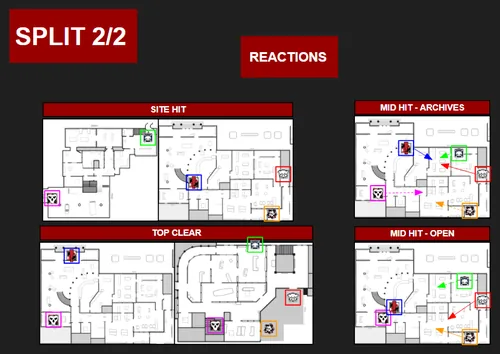 SPLIT 2/2
REACTIONS
SITE HIT
MID HIT - ARCHIVES
TOP CLEAR
MID HIT - OPEN